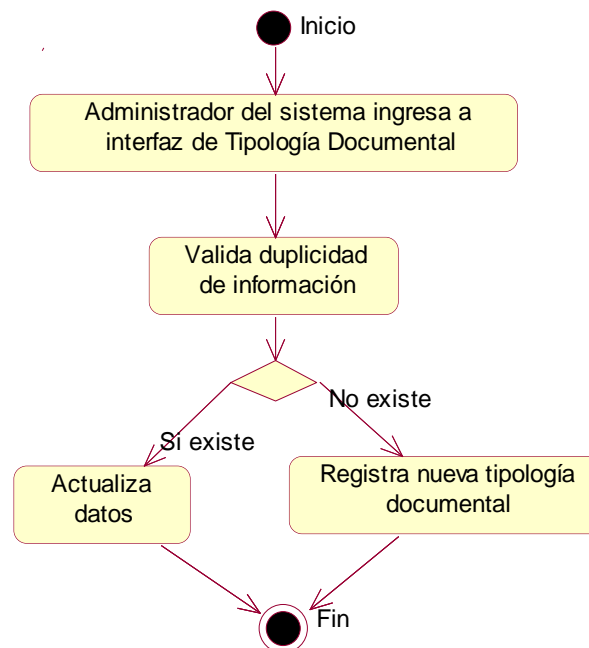 Inicio
Administrador del sistema ingresa a
interfaz de Tipología Documental
Valida duplicidad
de información
No existe
Si existe
Actualiza
datos
Registra nueva tipología
documental
Fin